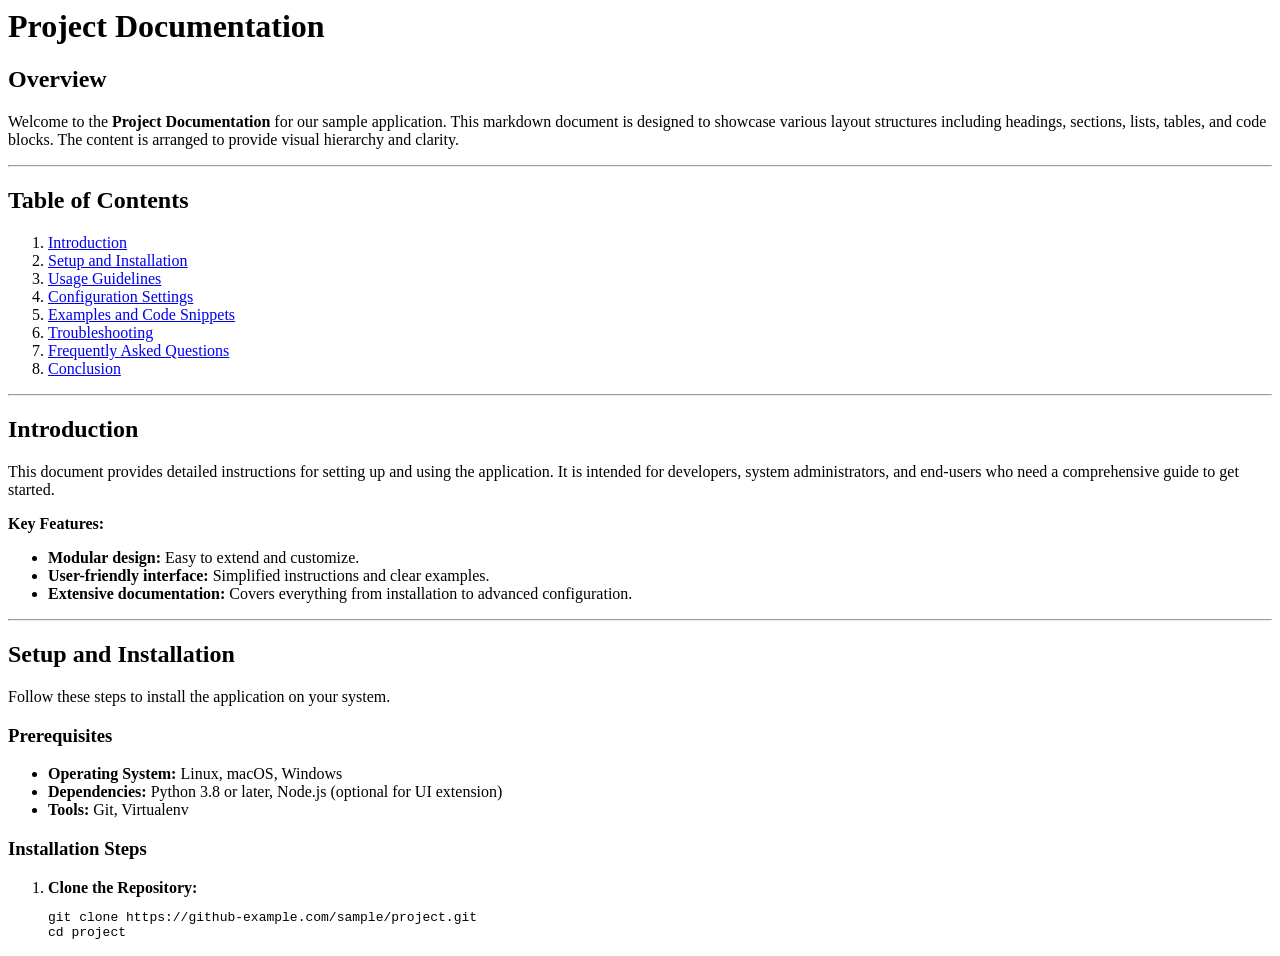 Project Documentation
Overview
Welcome to the Project Documentation for our sample application. This markdown document is designed to showcase various layout structures including headings, sections, lists, tables, and code
blocks. The content is arranged to provide visual hierarchy and clarity.
Table of Contents
1. Introduction
2. Setup and Installation
3. Usage Guidelines
4. Configuration Settings
5. Examples and Code Snippets
6. Troubleshooting
7. Frequently Asked Questions
8. Conclusion
Introduction
This document provides detailed instructions for setting up and using the application. It is intended for developers, system administrators, and end-users who need a comprehensive guide to get
started.
Key Features:
• Modular design: Easy to extend and customize.
• User-friendly interface: Simplified instructions and clear examples.
• Extensive documentation: Covers everything from installation to advanced configuration.
Setup and Installation
Follow these steps to install the application on your system.
Prerequisites
• Operating System: Linux, macOS, Windows
• Dependencies: Python 3.8 or later, Node.js (optional for UI extension)
• Tools: Git, Virtualenv
Installation Steps
1. Clone the Repository:
git clone https://github-example.com/sample/project.git
cd project